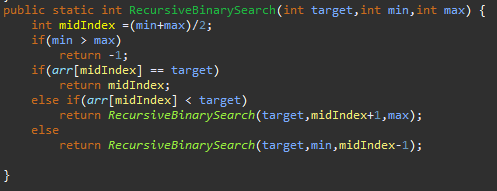 public static int RecursiveBinarySearch(int target,int min,int max) {
int midIndex =(min+max)/2;
if(min > max)
return -1;
if(arr[midIndex] == target)
return midIndex;
else if(arr[midIndex] < target)
return RecursiveBinarySearch(target,midIndex+1,max);
else
return RecursiveBinarySearch(target,min,midIndex-1);
}